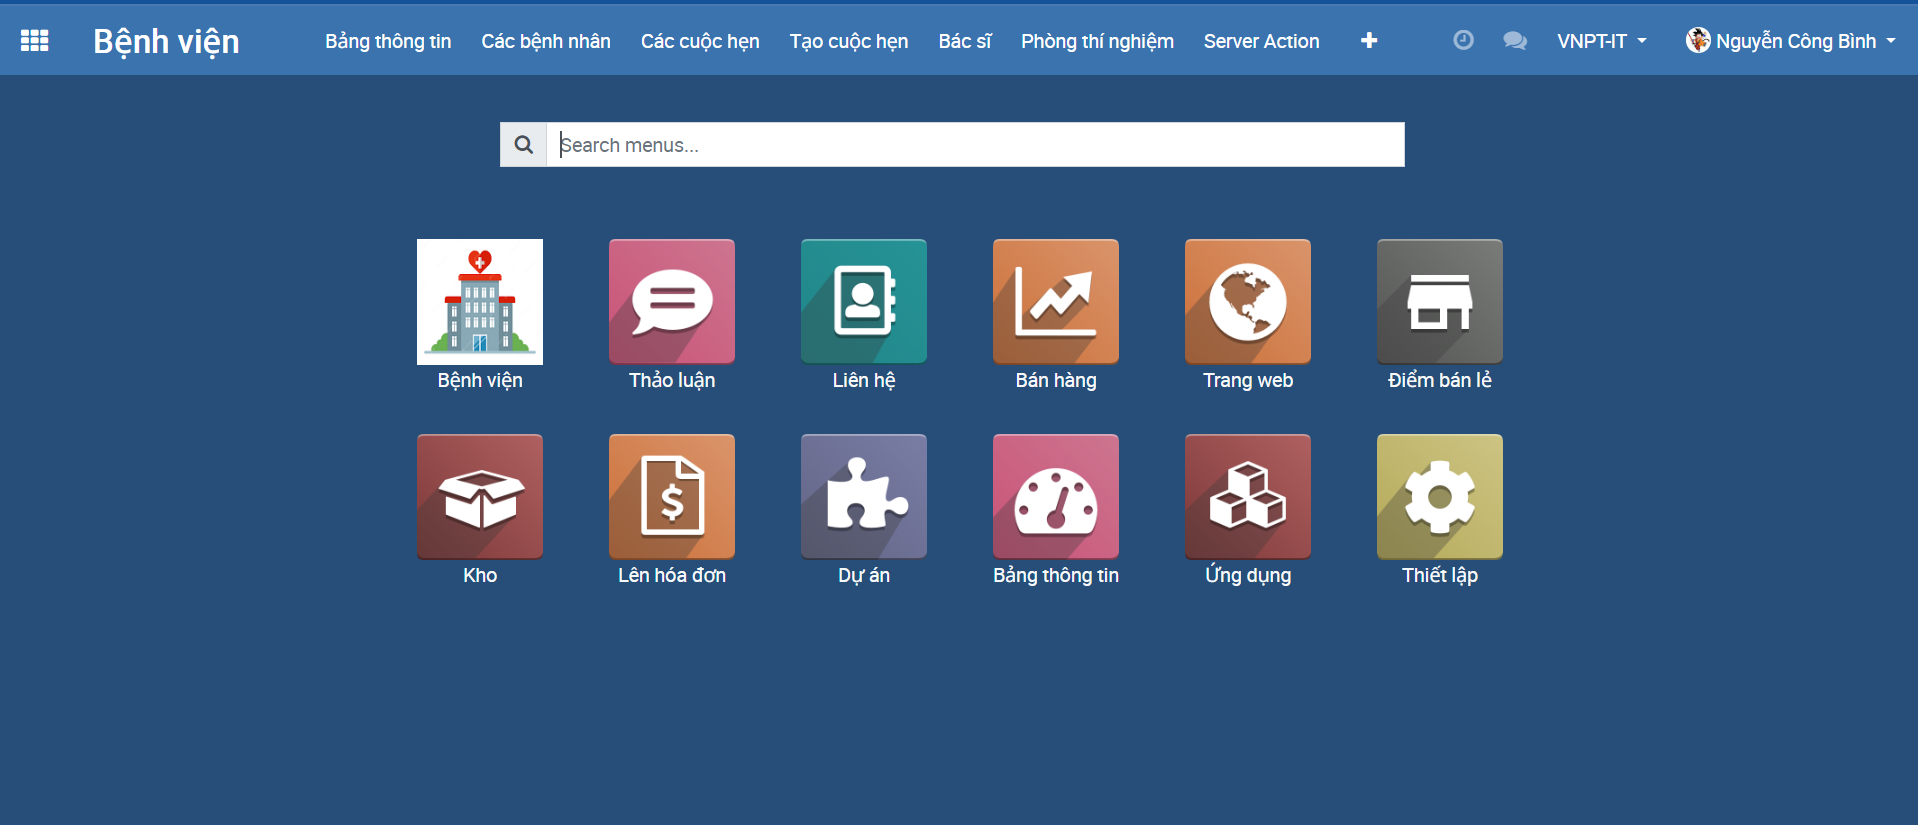 Bệnh viện Bảng thông tin Các bệnh nhân Các cuộc hẹn Tạo cuộc hẹn Bác sĩ Phòng thí nghiệm Server Action VNPT-IT Nguyễn Công Bình
Search menus...
Bệnh viện Thảo luận Liên hệ Bán hàng Trang web Điểm bán lẻ
Kho Lên hóa đơn Dự án Bảng thông tin Ứng dụng Thiết lập